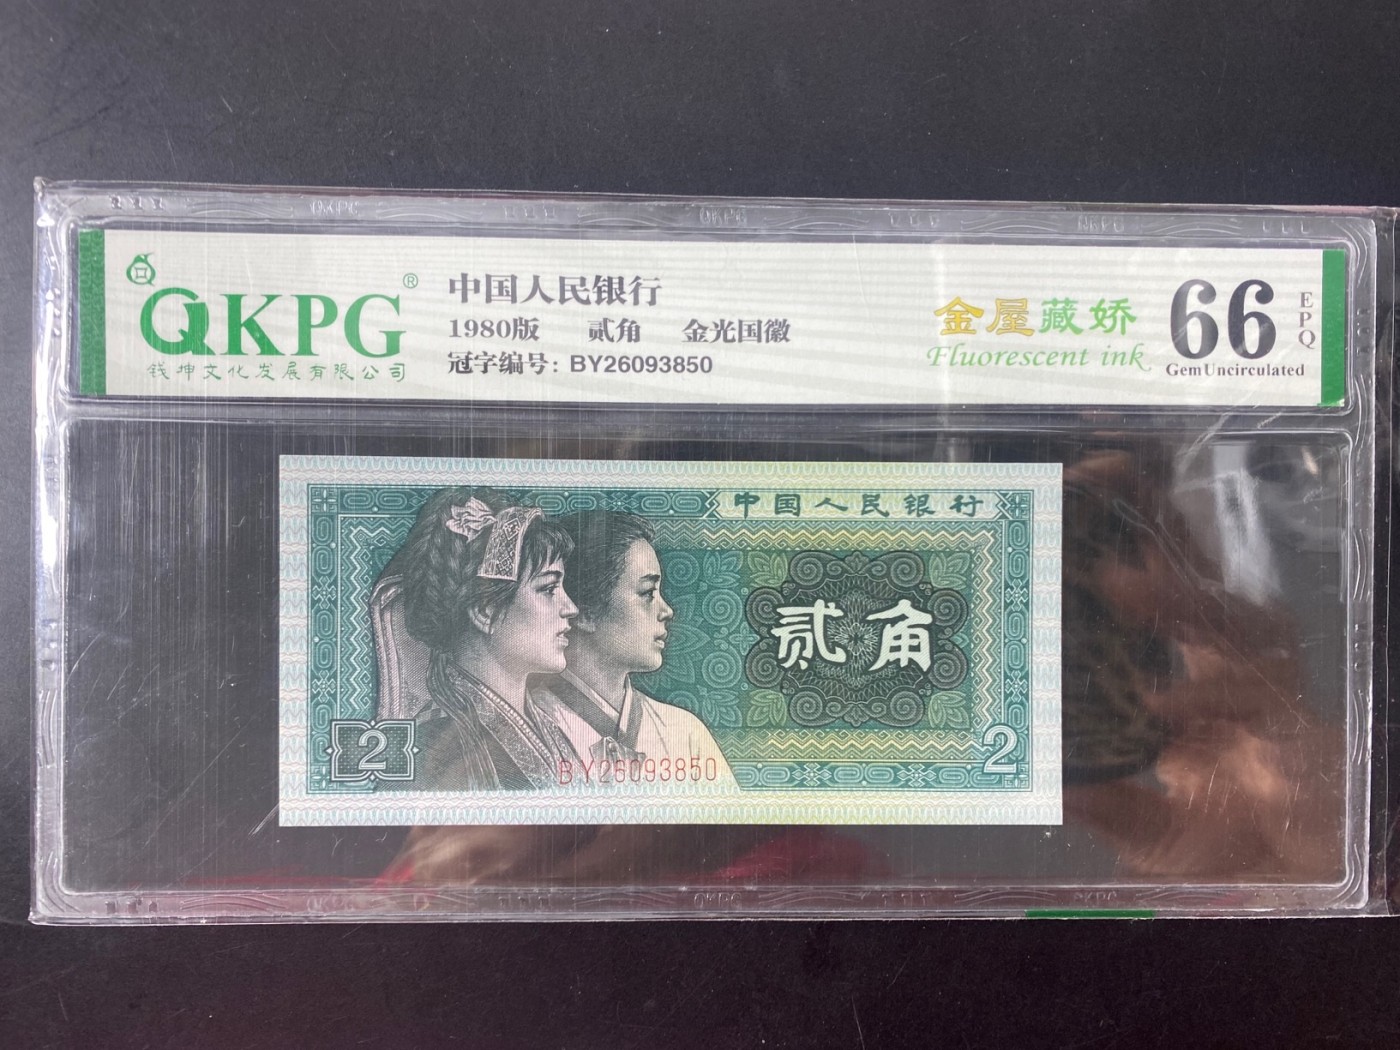 QKPG®
钱坤文化发展有限公司
中国人民银行
1980版 贰角 金光国徽
冠字编号: BY26093850
金屋藏娇
Fluorescent ink
66
EPQ
GemUncirculated
中国人民银行
贰角
2
2
BY26093850